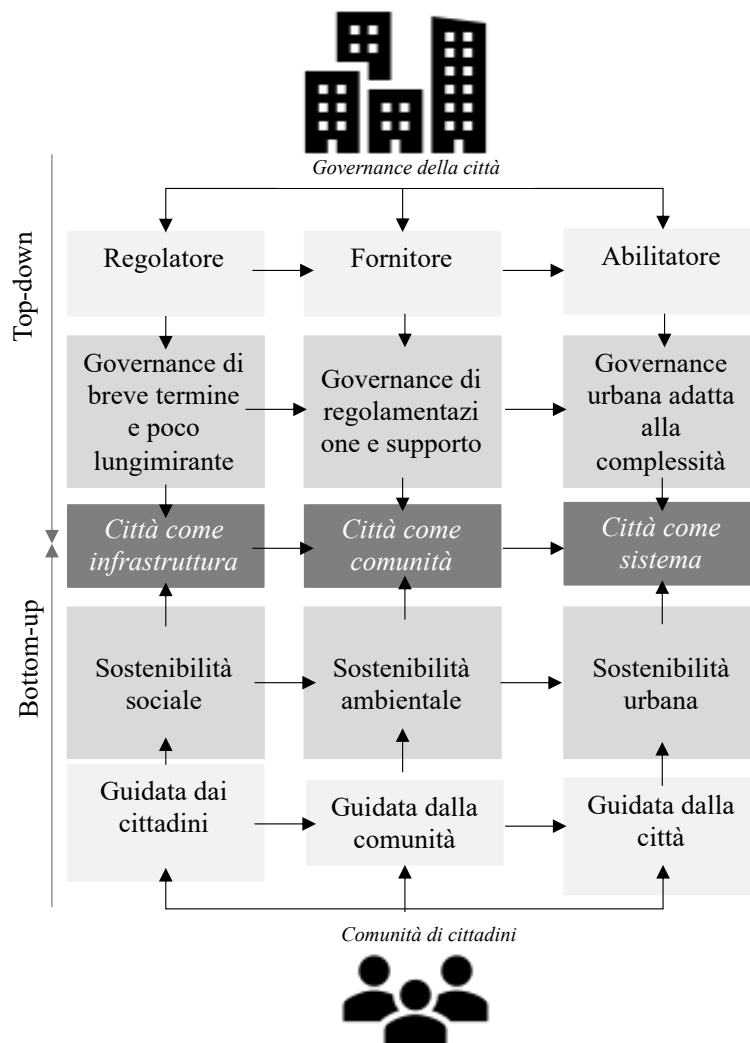 Governance della città
Top-down
Regolatore
Fornitore
Abilitatore
Governance di
breve termine
e poco
lungimirante
Governance di
regolamentazi
one e supporto
Governance
urbana adatta
alla
complessità
Città come
infrastruttura
Città come
comunità
Città come
sistema
Bottom-up
Sostenibilità
sociale
Sostenibilità
ambientale
Sostenibilità
urbana
Guidata dai
cittadini
Guidata dalla
comunità
Guidata dalla
città
Comunità di cittadini